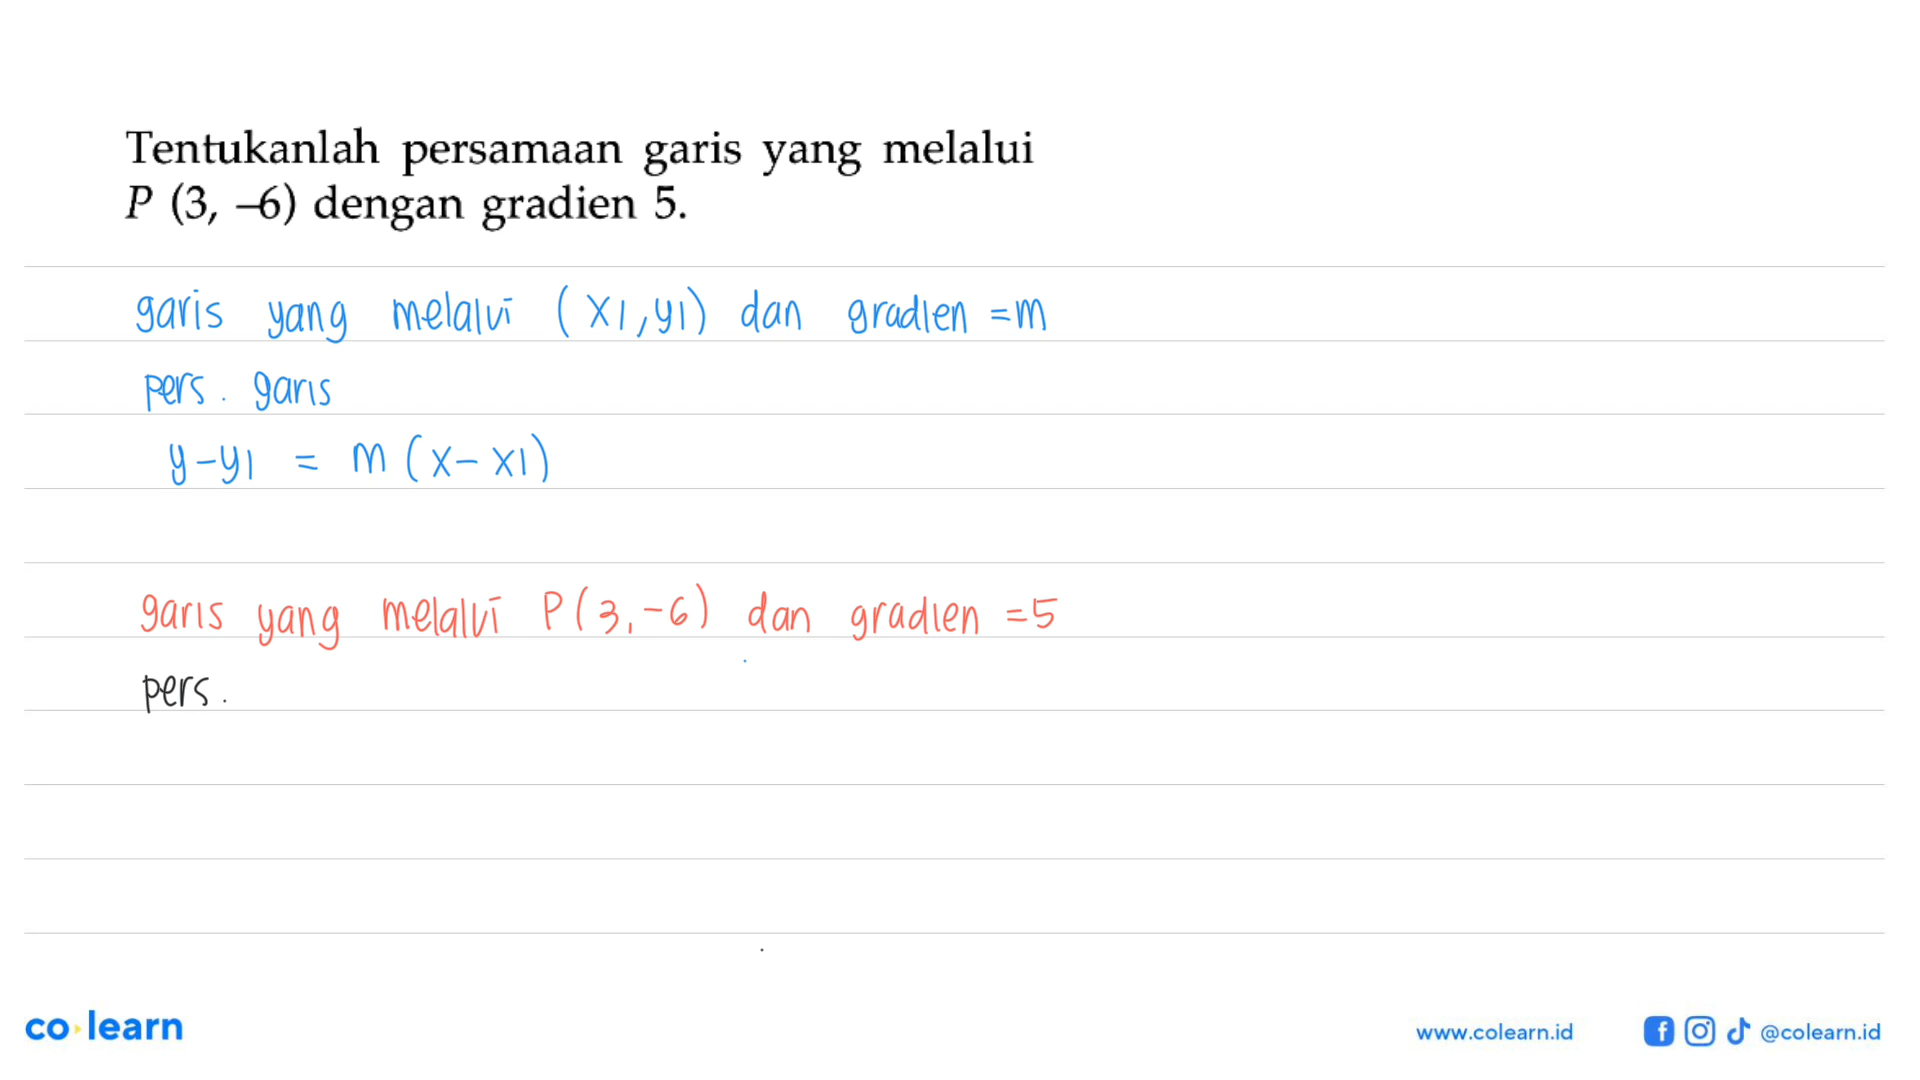 Tentukanlah persamaan garis yang melalui
P (3, –6) dengan gradien 5.
garis yang melalui (x1,y1) dan gradien =m
pers. garis
y-y1 = m (x-x1)
garis yang melalui P(3,-6) dan gradien =5
pers.
co learn
www.colearn.id @colearn.id